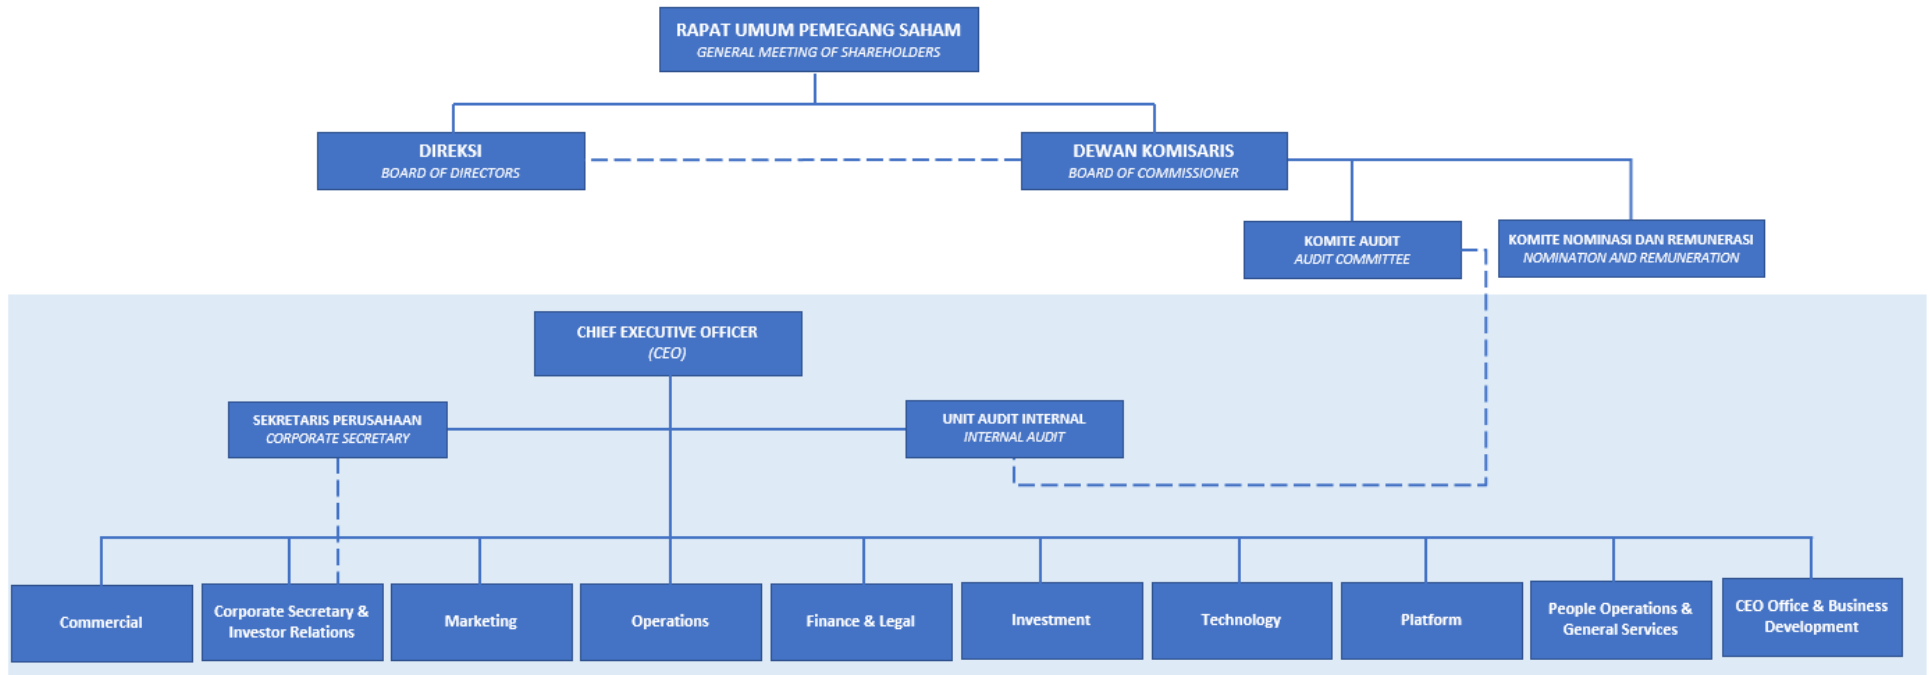 RAPAT UMUM PEMEGANG SAHAM
GENERAL MEETING OF SHAREHOLDERS
DIREKSI
BOARD OF DIRECTORS
DEWAN KOMISARIS
BOARD OF COMMISSIONER
KOMITE AUDIT
AUDIT COMMITTEE
KOMITE NOMINASI DAN REMUNERASI
NOMINATION AND REMUNERATION
CHIEF EXECUTIVE OFFICER
(CEO)
SEKRETARIS PERUSAHAAN
CORPORATE SECRETARY
UNIT AUDIT INTERNAL
INTERNAL AUDIT
Commercial
Corporate Secretary &
Investor Relations
Marketing
Operations
Finance & Legal
Investment
Technology
Platform
People Operations &
General Services
CEO Office & Business
Development